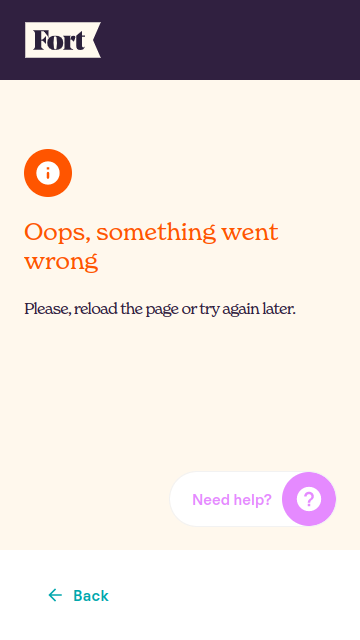 Fort
Oops, something went
wrong
Please, reload the page or try again later.
Need help?
Back